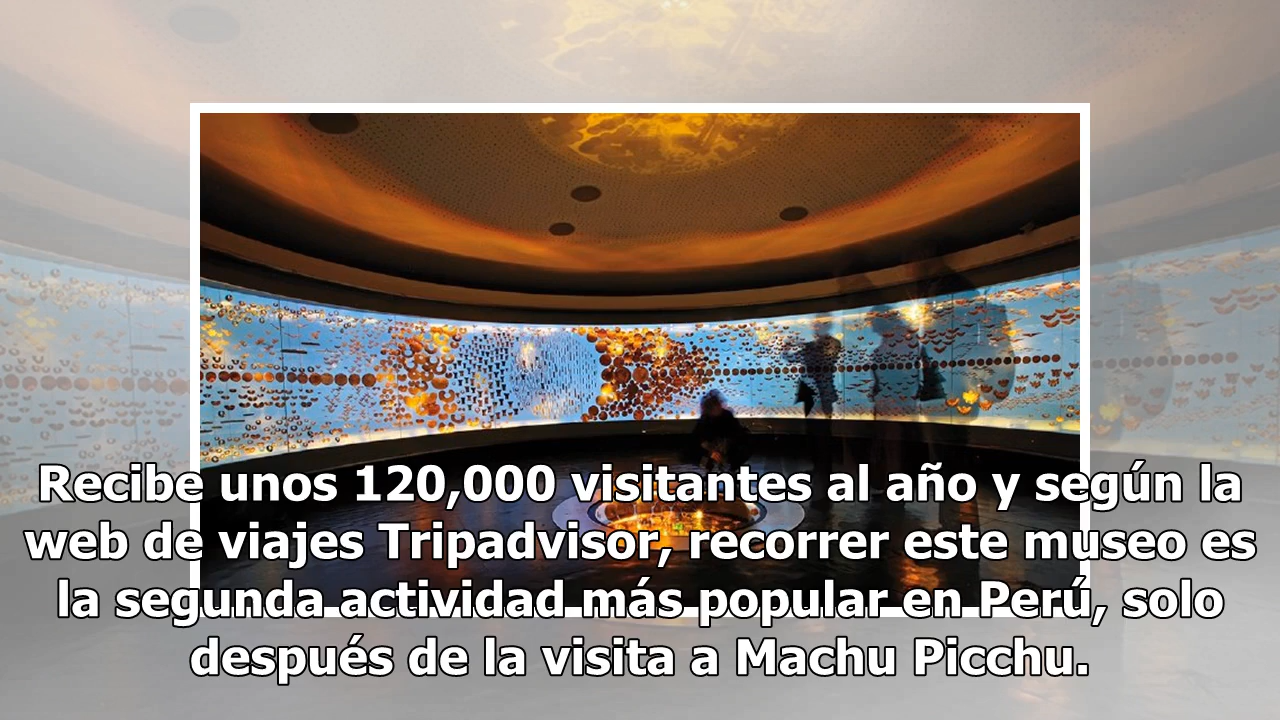 Recibe unos 120,000 visitantes al año y según la
web de viajes Tripadvisor, recorrer este museo es
la segunda actividad más popular en Perú, solo
después de la visita a Machu Picchu.